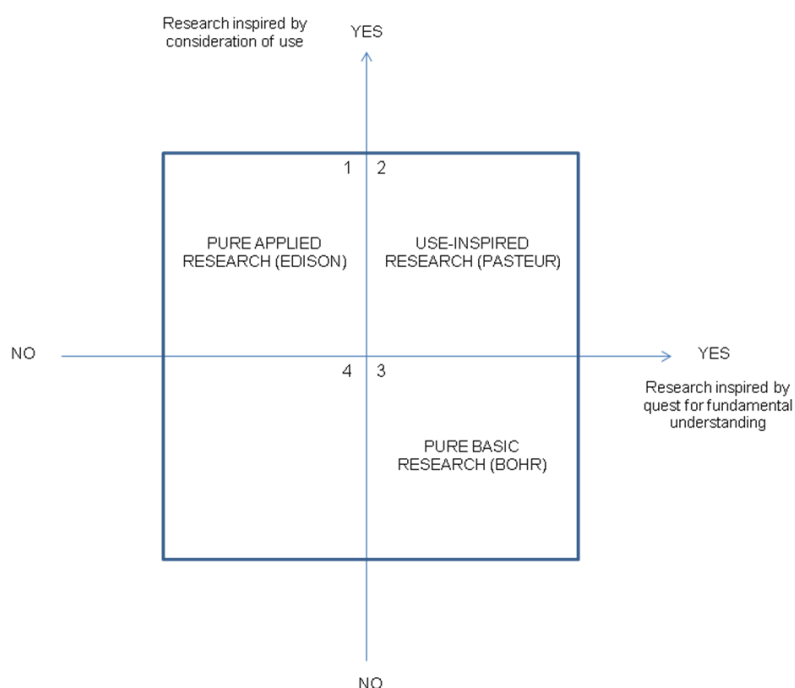 Research inspired by
consideration of use
YES
1
2
PURE APPLIED
RESEARCH (EDISON)
USE-INSPIRED
RESEARCH (PASTEUR)
NO
YES
4
3
Research inspired by
quest for fundamental
understanding
PURE BASIC
RESEARCH (BOHR)
NO